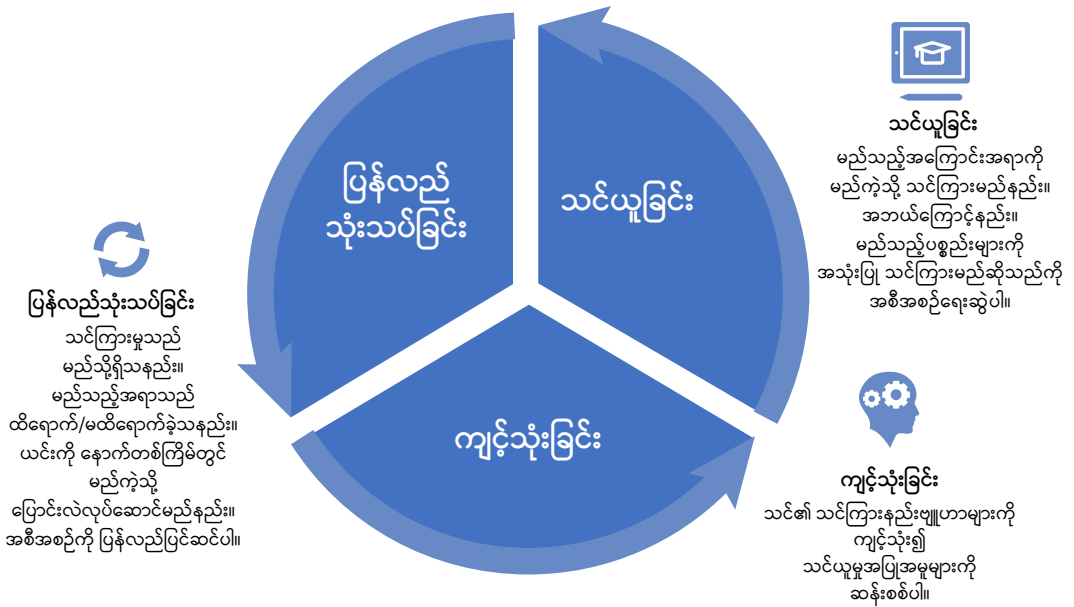 ပြန်လည်
သုံးသပ်ခြင်း
သင်ယူခြင်း
ကျင့်သုံးခြင်း
သင်ယူခြင်း
မည်သည့်အကြောင်းအရာကို
မည်ကဲ့သို့ သင်ကြားမည်နည်း။
အဘယ်ကြောင့်နည်း။
မည်သည့်ပစ္စည်းများကို
အသုံးပြု သင်ကြားမည်ဆိုသည်ကို
အစီအစဉ်ရေးဆွဲပါ။
ပြန်လည်သုံးသပ်ခြင်း
သင်ကြားမှုသည်
မည်သို့ရှိသနည်း။
မည်သည့်အရာသည်
ထိရောက်/မထိရောက်ခဲ့သနည်း။
ယင်းကို နောက်တစ်ကြိမ်တွင်
မည်ကဲ့သို့
ပြောင်းလဲလုပ်ဆောင်မည်နည်း။
အစီအစဉ်ကို ပြန်လည်ပြင်ဆင်ပါ။
ကျင့်သုံးခြင်း
သင်၏ သင်ကြားနည်းဗျူဟာများကို
ကျင့်သုံး၍
သင်ယူမှုအပြုအမူများကို
ဆန်းစစ်ပါ။